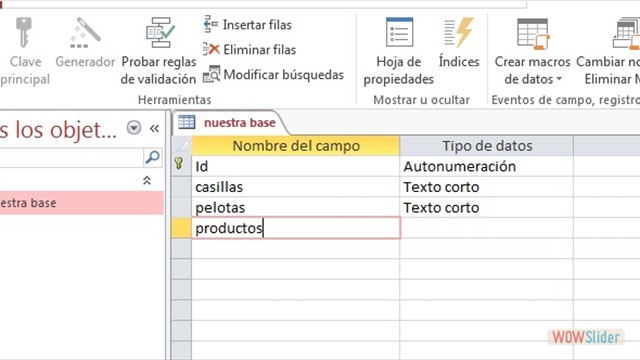 Clave principal
Generador
Probar reglas de validación
Insertar filas
Eliminar filas
Modificar búsquedas
Herramientas
Hoja de propiedades
Índices
Mostrar u ocultar
Crear macros de datos
Cambiar no
Eliminar M
Eventos de campo, registro
s los objet... «
nuestra base
Nombre del campo Tipo de datos
Id Autonumeración
estra base
casillas Texto corto
pelotas Texto corto
productos
WOWSlider